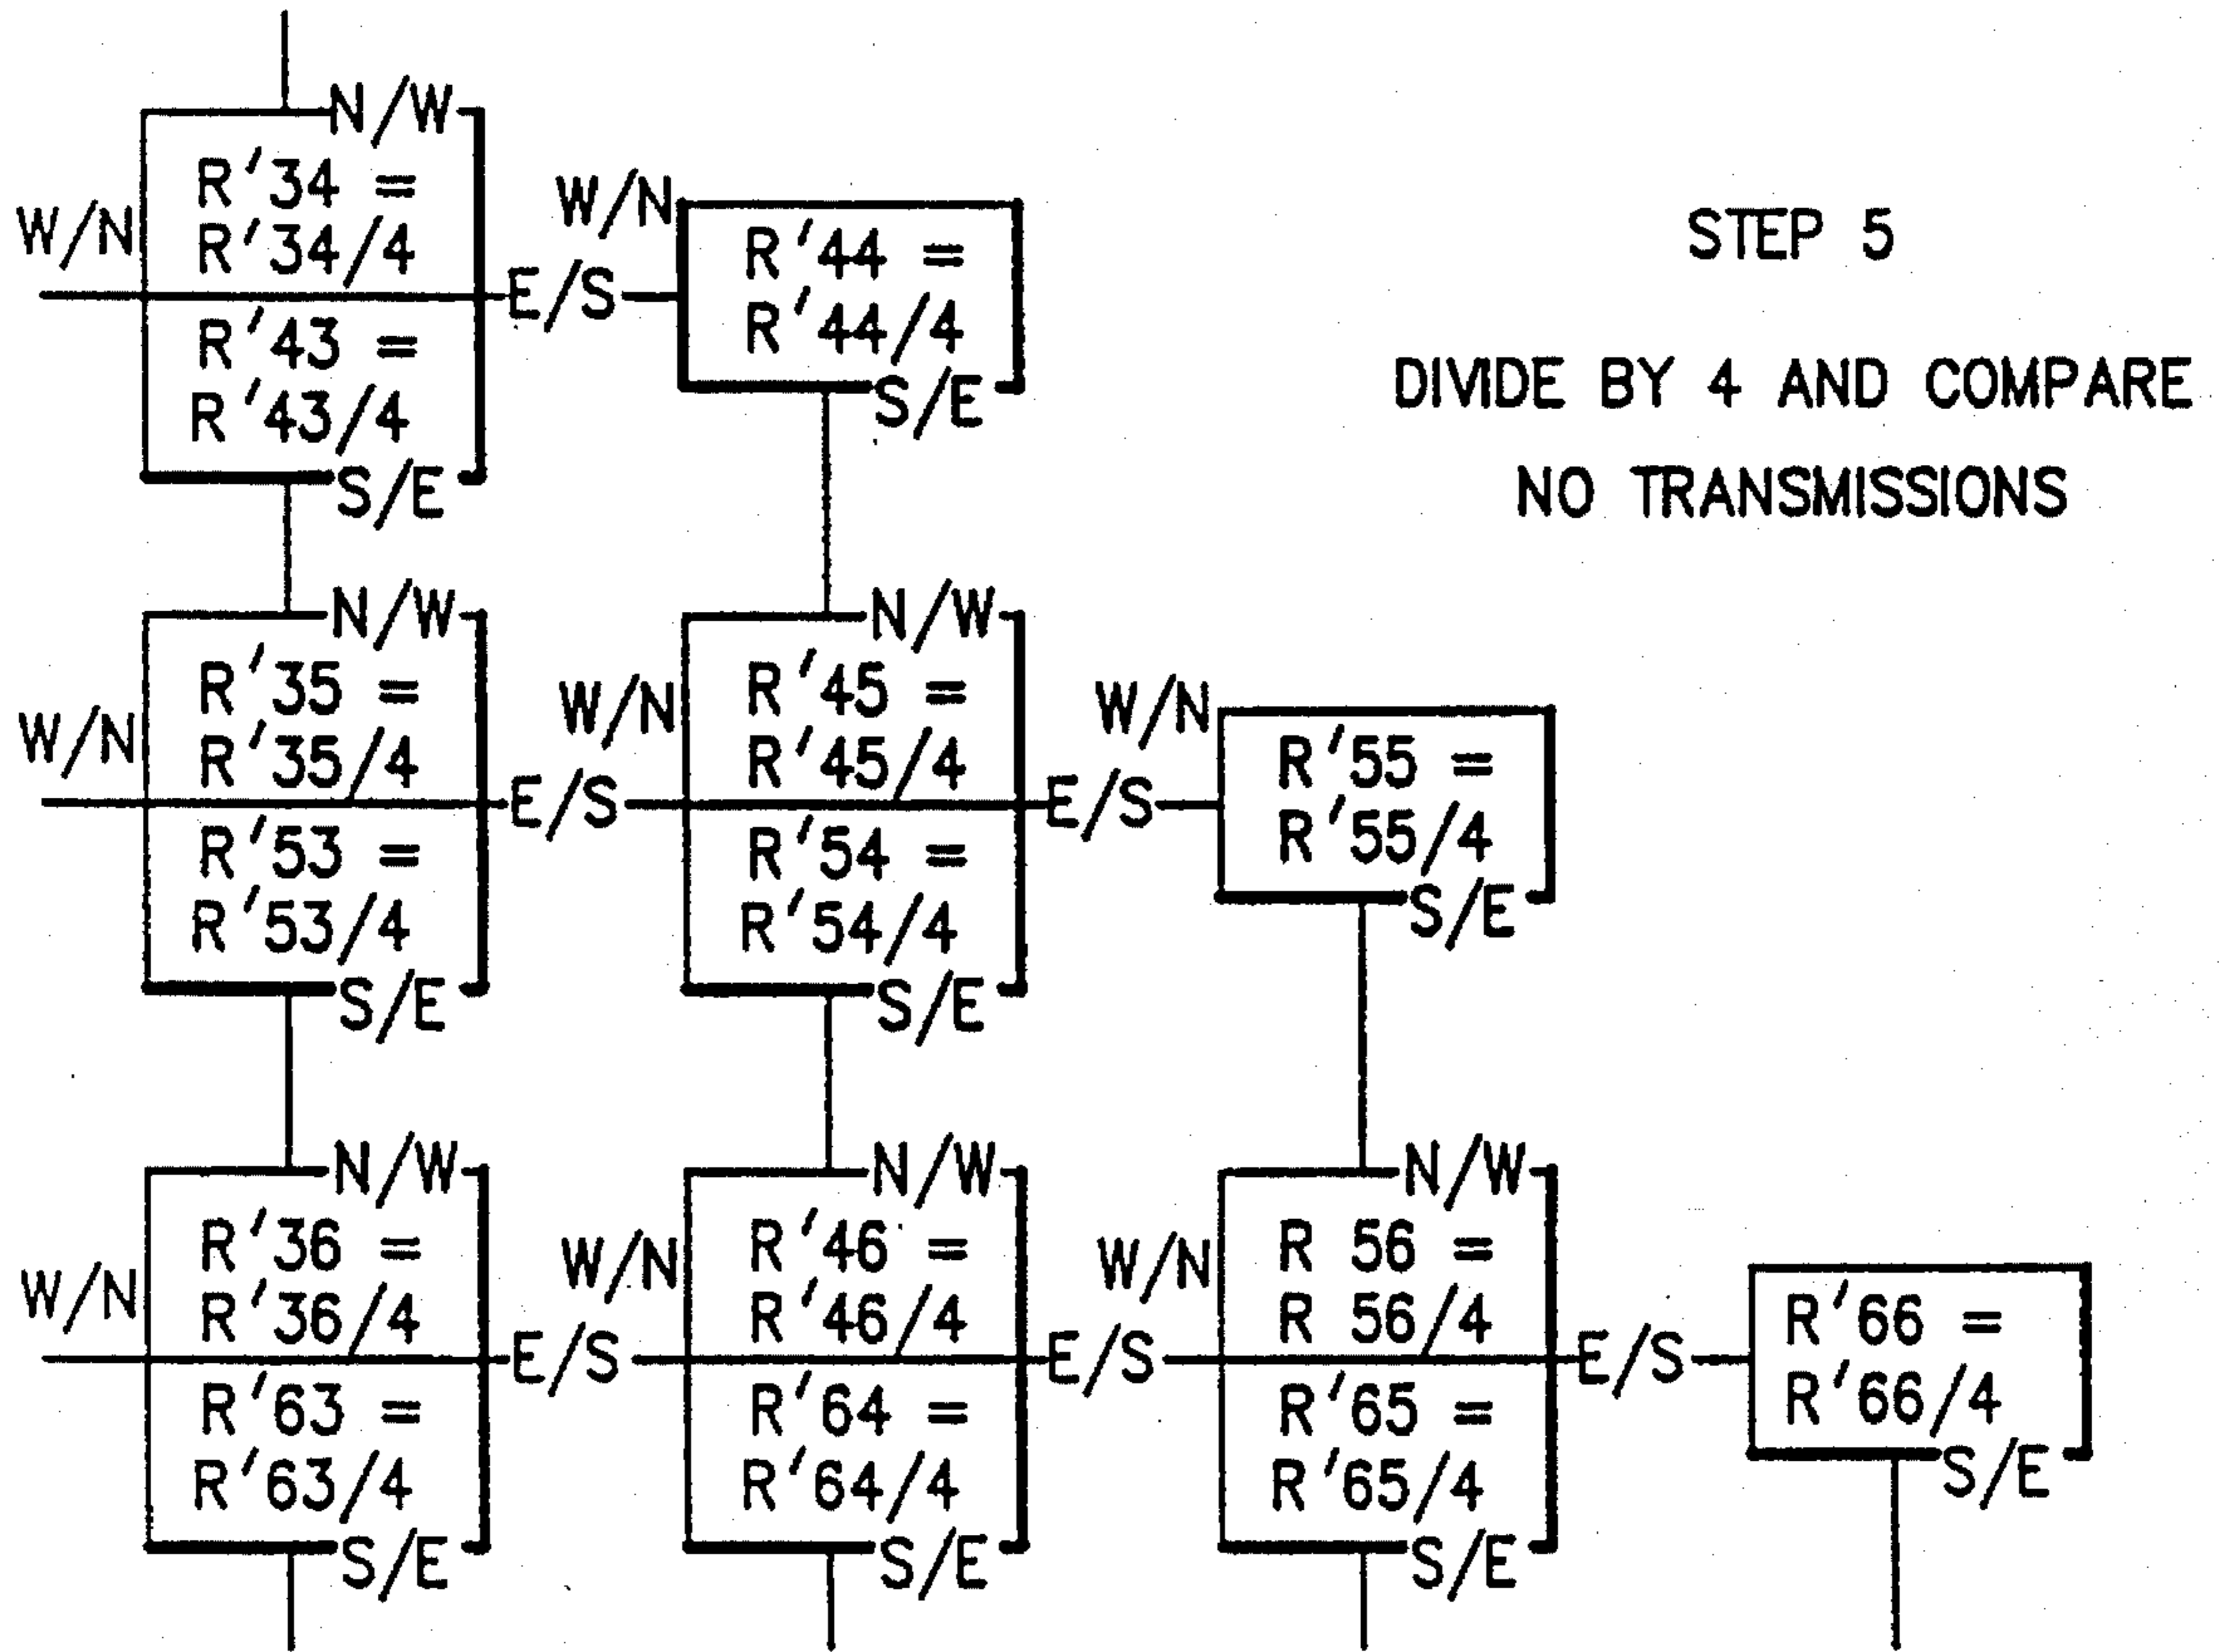 N/W
R'34 =
R'34/4
W/N
R'43 =
R'43/4
S/E
E/S
W/N
R'44 =
R'44/4
S/E
STEP 5
DIVIDE BY 4 AND COMPARE
NO TRANSMISSIONS
N/W
R'35 =
R'35/4
W/N
R'53 =
R'53/4
S/E
E/S
N/W
W/N
R'45 =
R'45/4
R'54 =
R'54/4
S/E
E/S
W/N
R'55 =
R'55/4
S/E
N/W
R'36 =
R'36/4
W/N
R'63 =
R'63/4
S/E
E/S
N/W
W/N
R'46 =
R'46/4
R'64 =
R'64/4
S/E
E/S
N/W
W/N
R 56 =
R 56/4
R'65 =
R'65/4
S/E
E/S
R'66 =
R'66/4
S/E